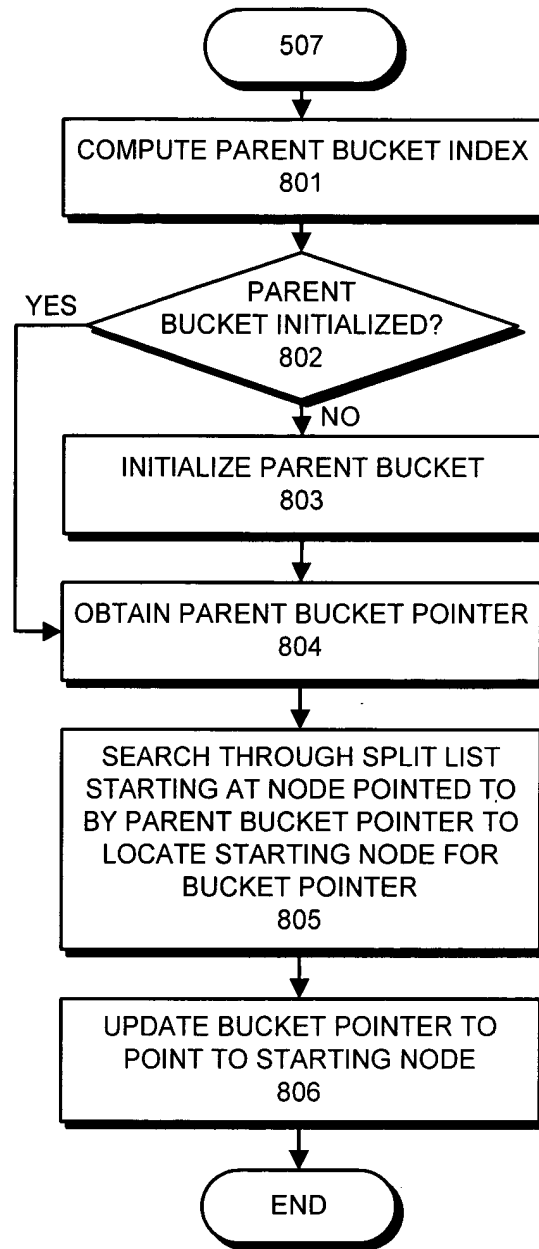 507
COMPUTE PARENT BUCKET INDEX
801
YES
PARENT
BUCKET INITIALIZED?
802
NO
INITIALIZE PARENT BUCKET
803
OBTAIN PARENT BUCKET POINTER
804
SEARCH THROUGH SPLIT LIST
STARTING AT NODE POINTED TO
BY PARENT BUCKET POINTER TO
LOCATE STARTING NODE FOR
BUCKET POINTER
805
UPDATE BUCKET POINTER TO
POINT TO STARTING NODE
806
END